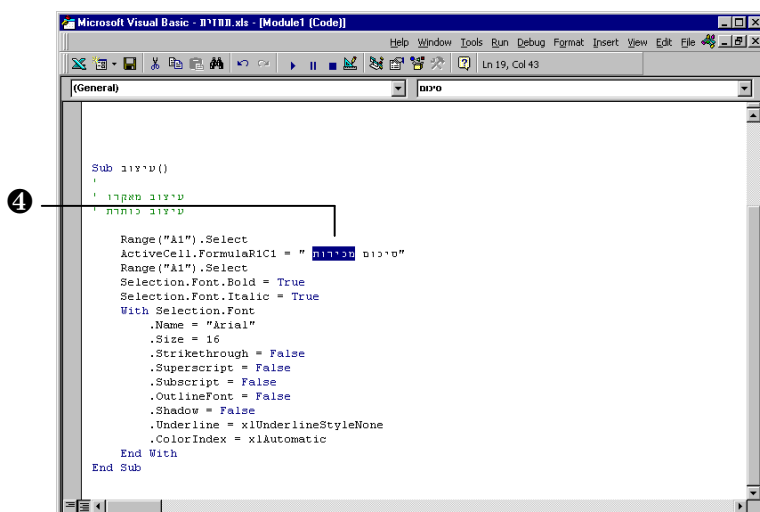 Microsoft Visual Basic - תחזית.xls - [Module1 (Code)]
Help Window Tools Run Debug Format Insert View Edit File
Ln 19, Col 43
(General)
סיכום
Sub עיצוב()
'
' עיצוב מאקרו
' עיצוב כותרת
❹
Range("A1").Select
ActiveCell.FormulaR1C1 = " סיכום מכירות"
Range("A1").Select
Selection.Font.Bold = True
Selection.Font.Italic = True
With Selection.Font
.Name = "Arial"
.Size = 16
.Strikethrough = False
.Superscript = False
.Subscript = False
.OutlineFont = False
.Shadow = False
.Underline = xlUnderlineStyleNone
.ColorIndex = xlAutomatic
End With
End Sub